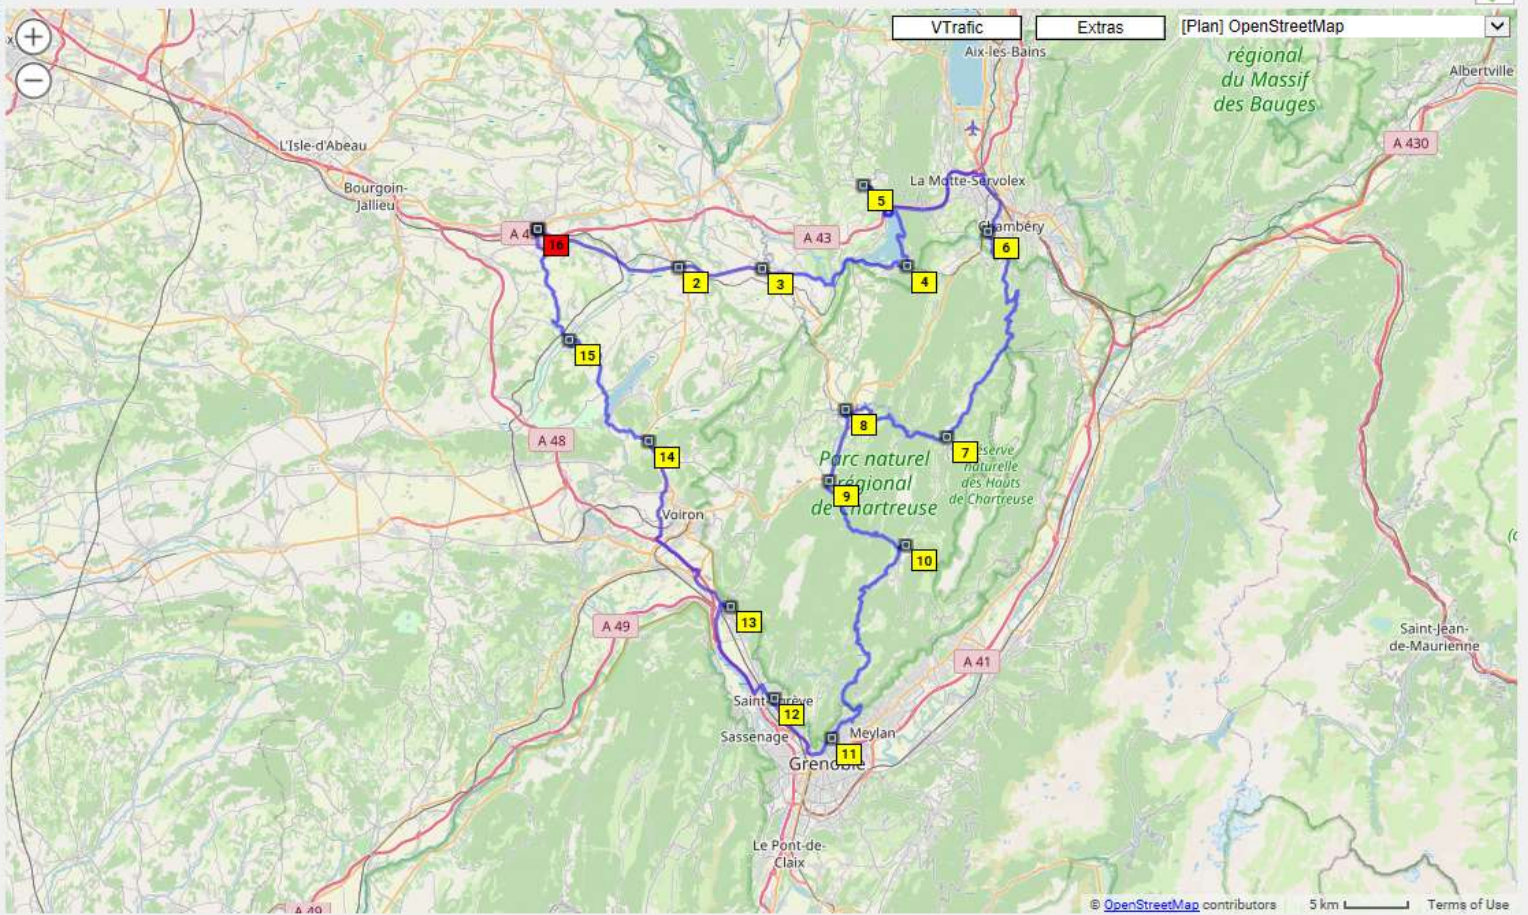 VTrafic
Extras
[Plan] OpenStreetMap
+
−
Aix-les-Bains
régional
du Massif
des Bauges
Albertville
A 430
L'Isle-d'Abeau
Bourgoin-
Jallieu
La Motte-Servolex
5
A 43
Chambéry
16
6
2
3
4
15
A 48
8
14
7
Parc naturel
régional
naturelle
des Hauts
de Chartreuse
9
Voiron
10
13
A 49
Saint-Jean-
de-Maurienne
A 41
12
Sassenage
Meylan
11
Grenoble
Le Pont-de-
Claix
A 49
© OpenStreetMap contributors
5 km
Terms of Use